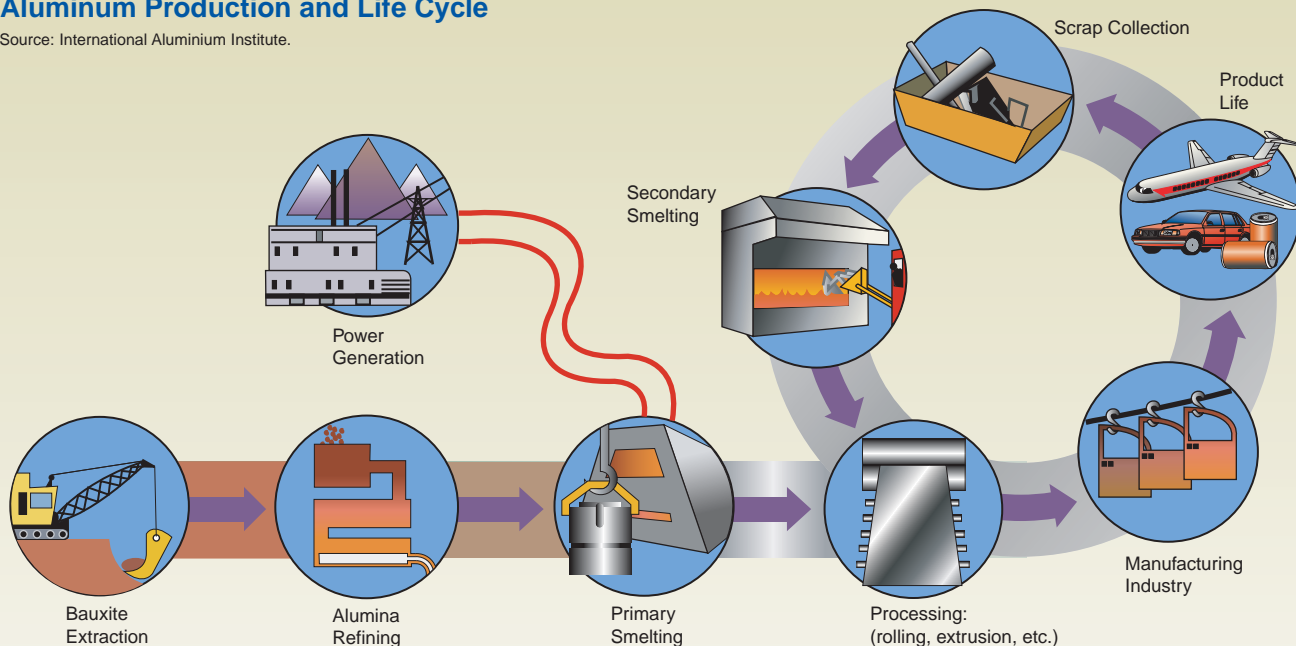 Aluminum Production and Life Cycle
Source: International Aluminium Institute.
Scrap Collection
Product
Life
Secondary
Smelting
Power
Generation
Manufacturing
Industry
Bauxite
Extraction
Alumina
Refining
Primary
Smelting
Processing:
(rolling, extrusion, etc.)